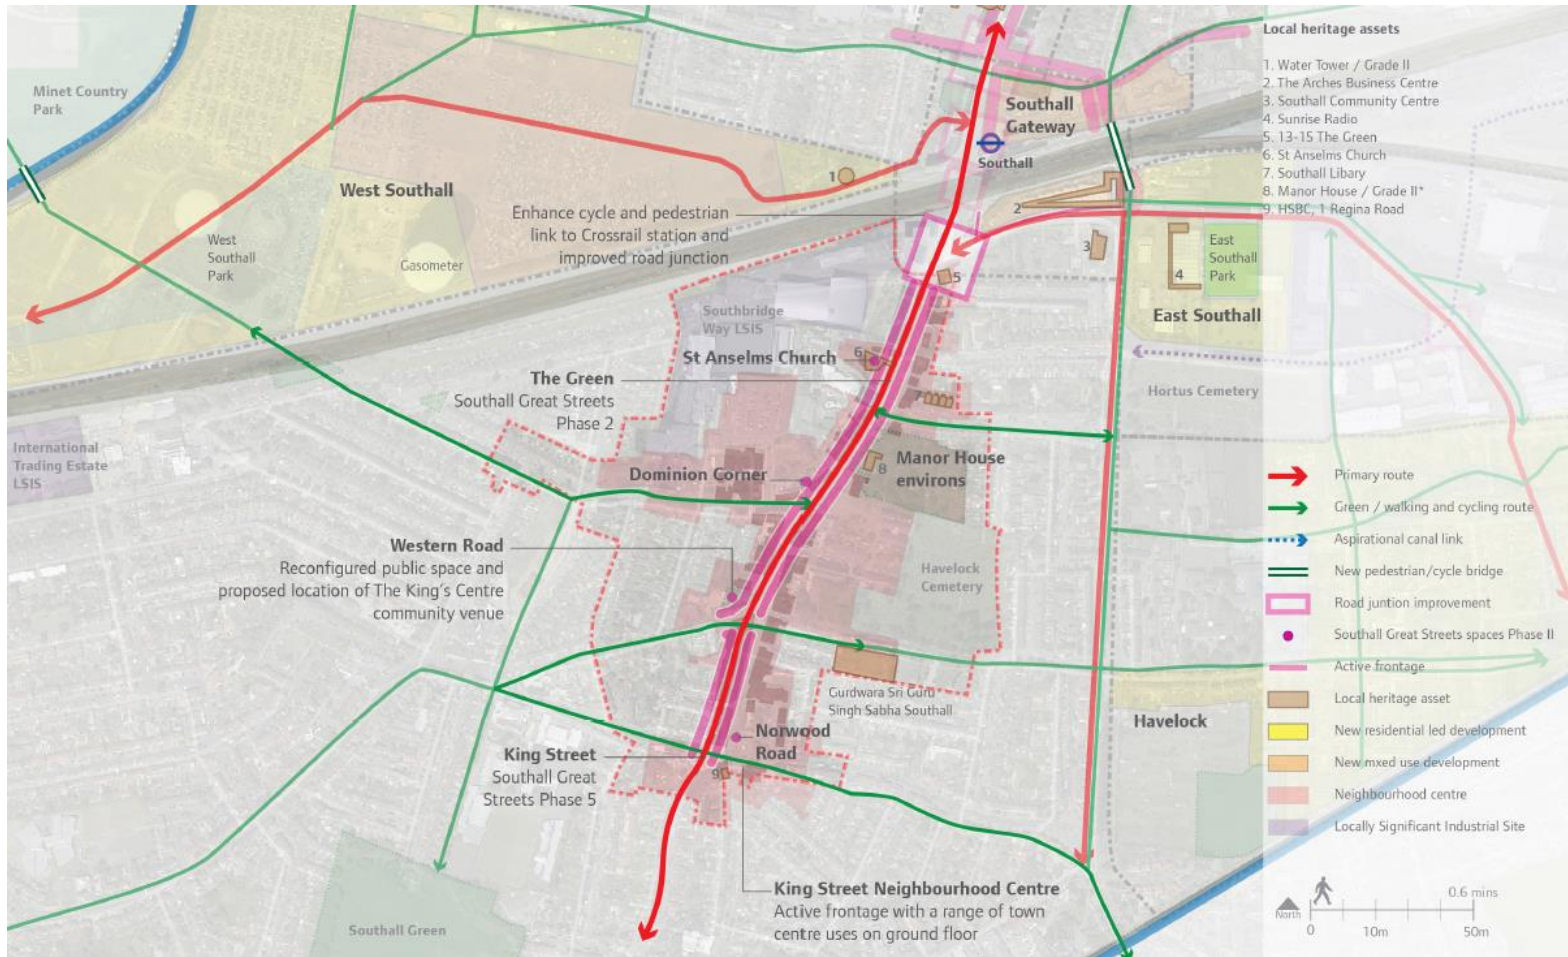 Local heritage assets
1. Water Tower / Grade II
2. The Arches Business Centre
3. Southall Community Centre
4. Sunrise Radio
5. 13-15 The Green
6. St Anselms Church
7. Southall Libary
8. Manor House / Grade II*
9. HSBC, 1 Regina Road
Minet Country
Park
Southall
Gateway
Southall
West Southall
1
2
Enhance cycle and pedestrian
link to Crossrail station and
improved road junction
West
Southall
Park
Gasometer
3
4
East
Southall
Park
5
East Southall
Southbridge
Way LSIS
St Anselms Church
6
The Green
Southall Great Streets
Phase 2
7
Hortus Cemetery
International
Trading Estate
LSIS
Dominion Corner
8
Manor House
environs
Western Road
Reconfigured public space and
proposed location of The King's Centre
community venue
Havelock
Cemetery
Gurdwara Sri Guru
Singh Sabha Southall
Havelock
Norwood
Road
King Street
Southall Great
Streets Phase 5
9
King Street Neighbourhood Centre
Active frontage with a range of town
centre uses on ground floor
Southall Green
Primary route
Green / walking and cycling route
Aspirational canal link
New pedestrian/cycle bridge
Road juntion improvement
Southall Great Streets spaces Phase II
Active frontage
Local heritage asset
New residential led development
New mxed use development
Neighbourhood centre
Locally Significant Industrial Site
0.6 mins
North
0 10m 50m